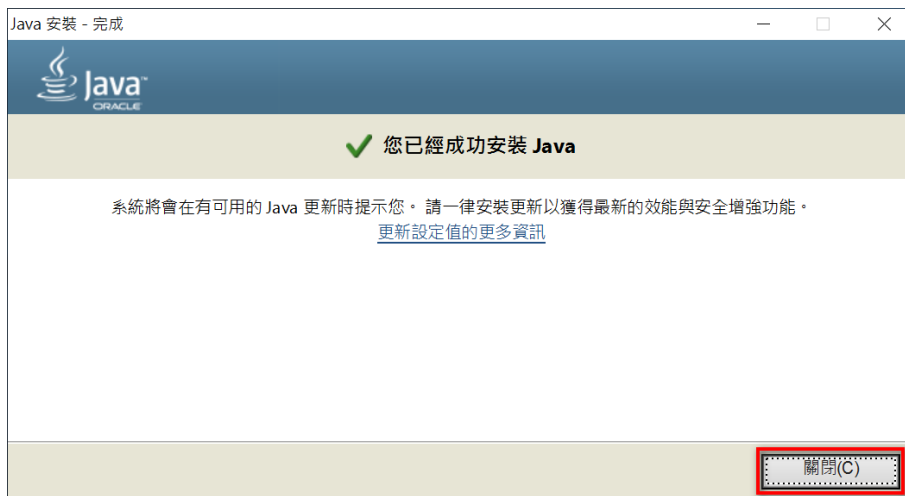 Java 安裝 - 完成
Java™
ORACLE
您已經成功安裝 Java
系統將會在有可用的 Java 更新時提示您。 請一律安裝更新以獲得最新的效能與安全增強功能。
更新設定值的更多資訊
關閉(C)